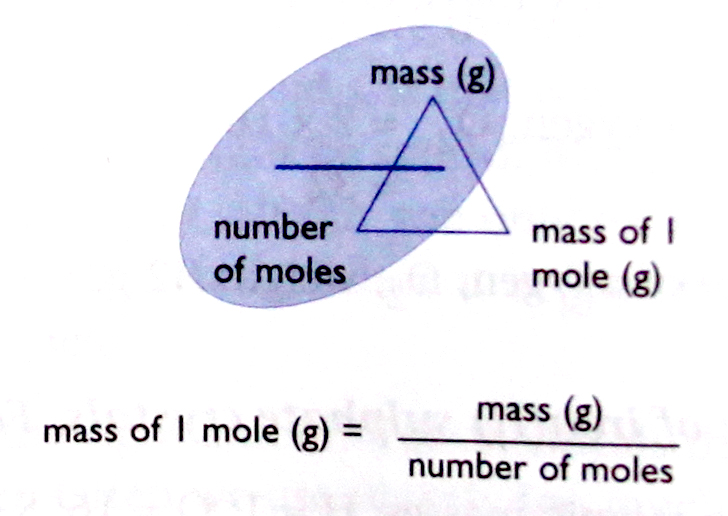 mass (g)
number
of moles
mass of 1
mole (g)
mass of 1 mole (g) = mass (g)
number of moles